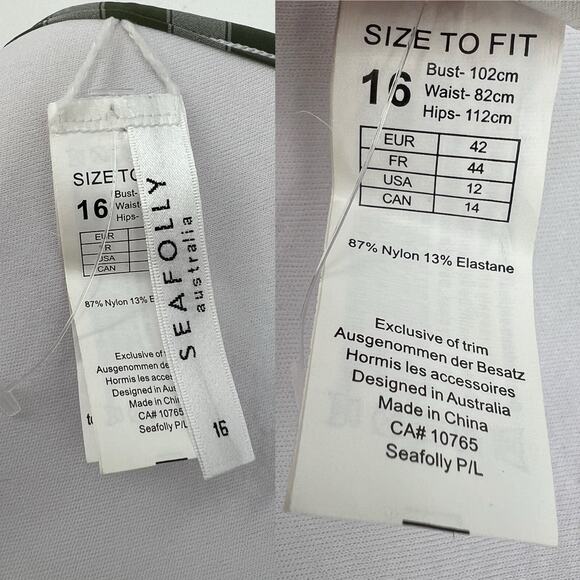 SIZE TO
16
Bust-
Waist
Hips-
EUR
FR
USA
CAN
87% Nylon 13%
Exclusive of trim
Ausgenommen der
Hormis les
Designed in
Made in
CA# 10765
Seafolly
SEAFOLLY
australia
16
SIZE TO FIT
16
Bust- 102cm
Waist- 82cm
Hips- 112cm
EUR 42
FR 44
USA 12
CAN 14
87% Nylon 13% Elastane
Exclusive of trim
Ausgenommen der Besatz
Hormis les accessoires
Designed in Australia
Made in China
CA# 10765
Seafolly P/L